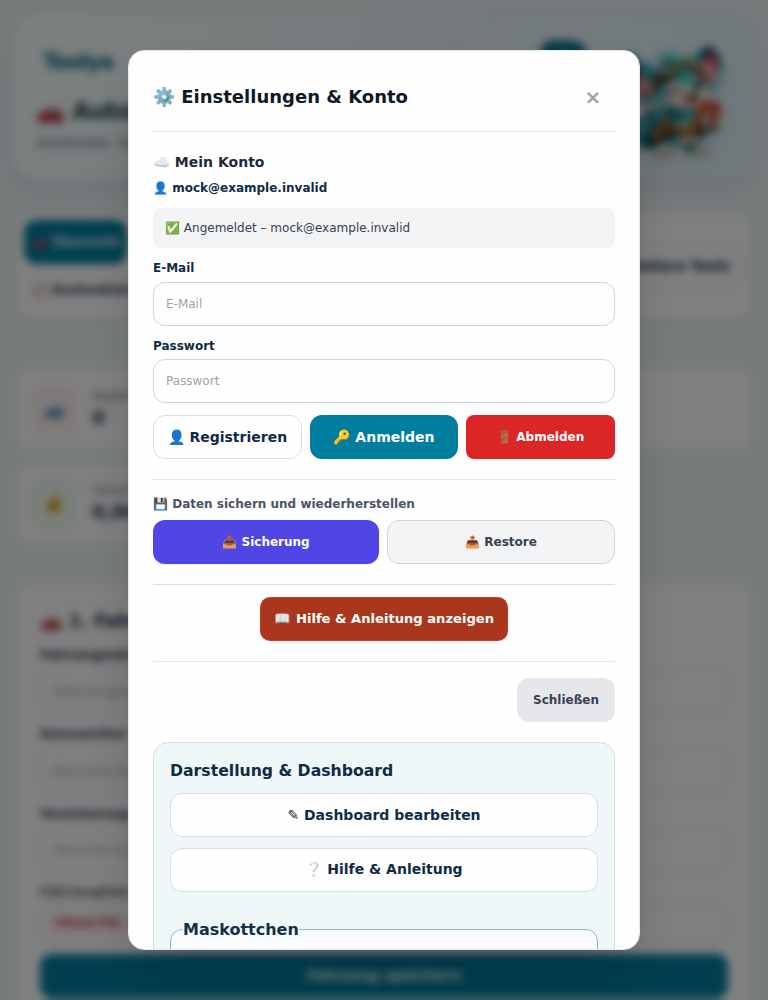 Einstellungen & Konto
Mein Konto
mock@example.invalid
Angemeldet – mock@example.invalid
E-Mail
E-Mail
Passwort
Passwort
Registrieren
Anmelden
Abmelden
Daten sichern und wiederherstellen
Sicherung
Restore
Hilfe & Anleitung anzeigen
Schließen
Darstellung & Dashboard
Dashboard bearbeiten
Hilfe & Anleitung
Maskottchen